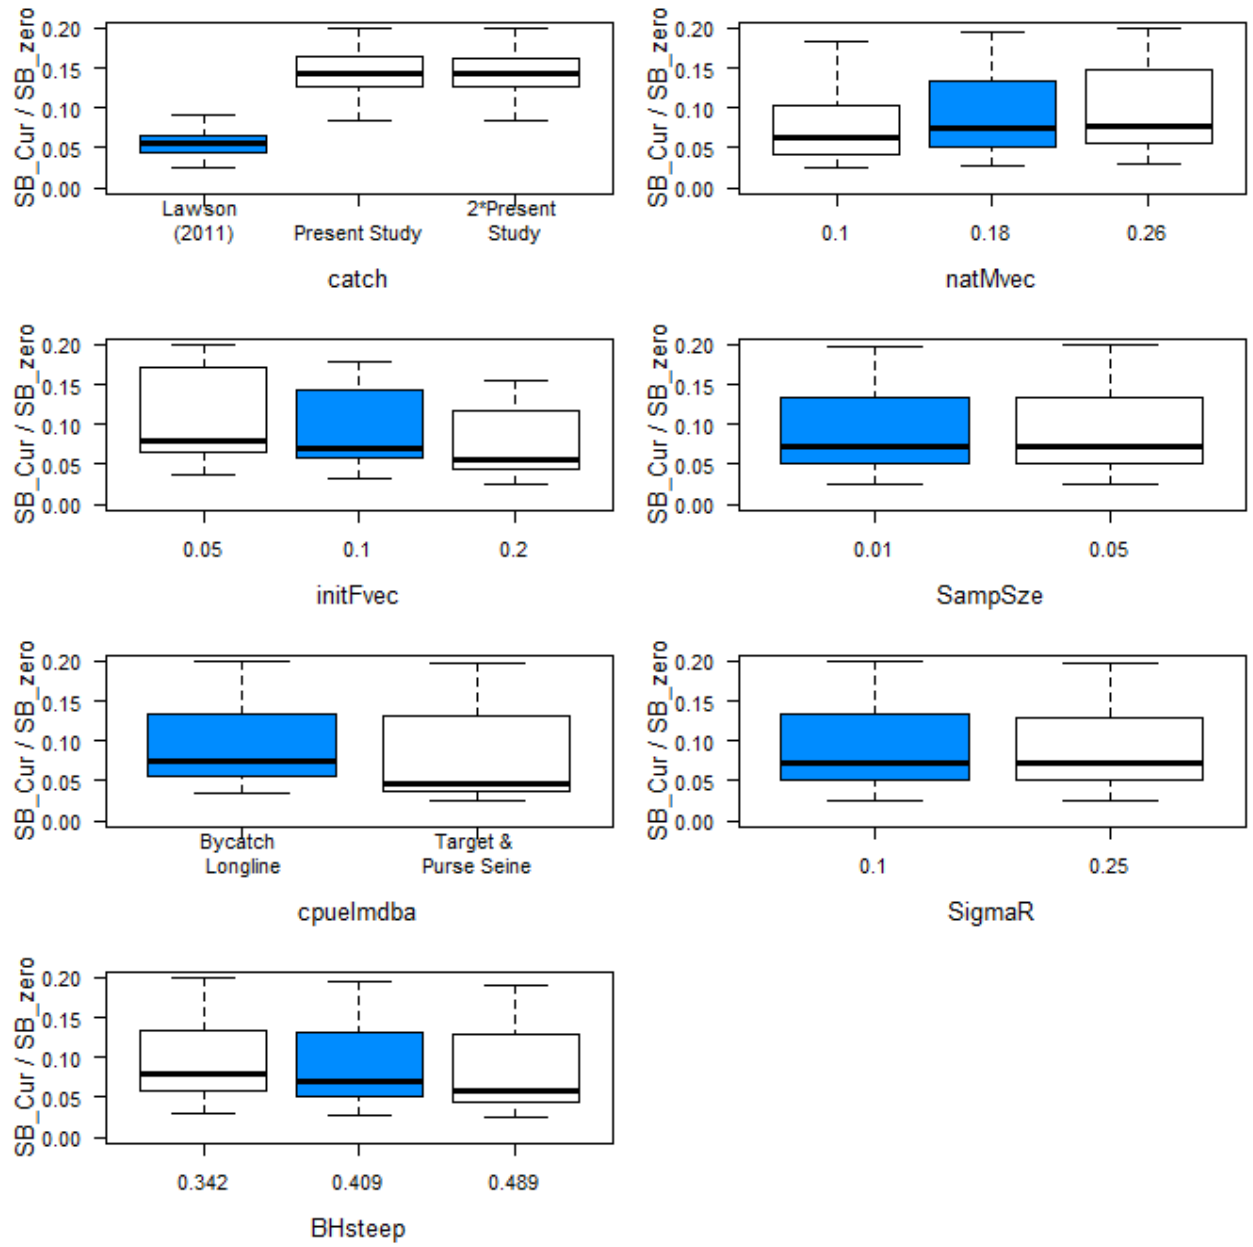 SB_Cur / SB_zero
0.20
0.15
0.10
0.05
0.00
Lawson
(2011)
Present Study
2*Present
Study
catch
SB_Cur / SB_zero
0.20
0.15
0.10
0.05
0.00
0.1
0.18
0.26
natMvec
SB_Cur / SB_zero
0.20
0.15
0.10
0.05
0.00
0.05
0.1
0.2
initFvec
SB_Cur / SB_zero
0.20
0.15
0.10
0.05
0.00
0.01
0.05
SampSze
SB_Cur / SB_zero
0.20
0.15
0.10
0.05
0.00
Bycatch
Longline
Target &
Purse Seine
cpuelmdba
SB_Cur / SB_zero
0.20
0.15
0.10
0.05
0.00
0.1
0.25
SigmaR
SB_Cur / SB_zero
0.20
0.15
0.10
0.05
0.00
0.342
0.409
0.489
BHsteep